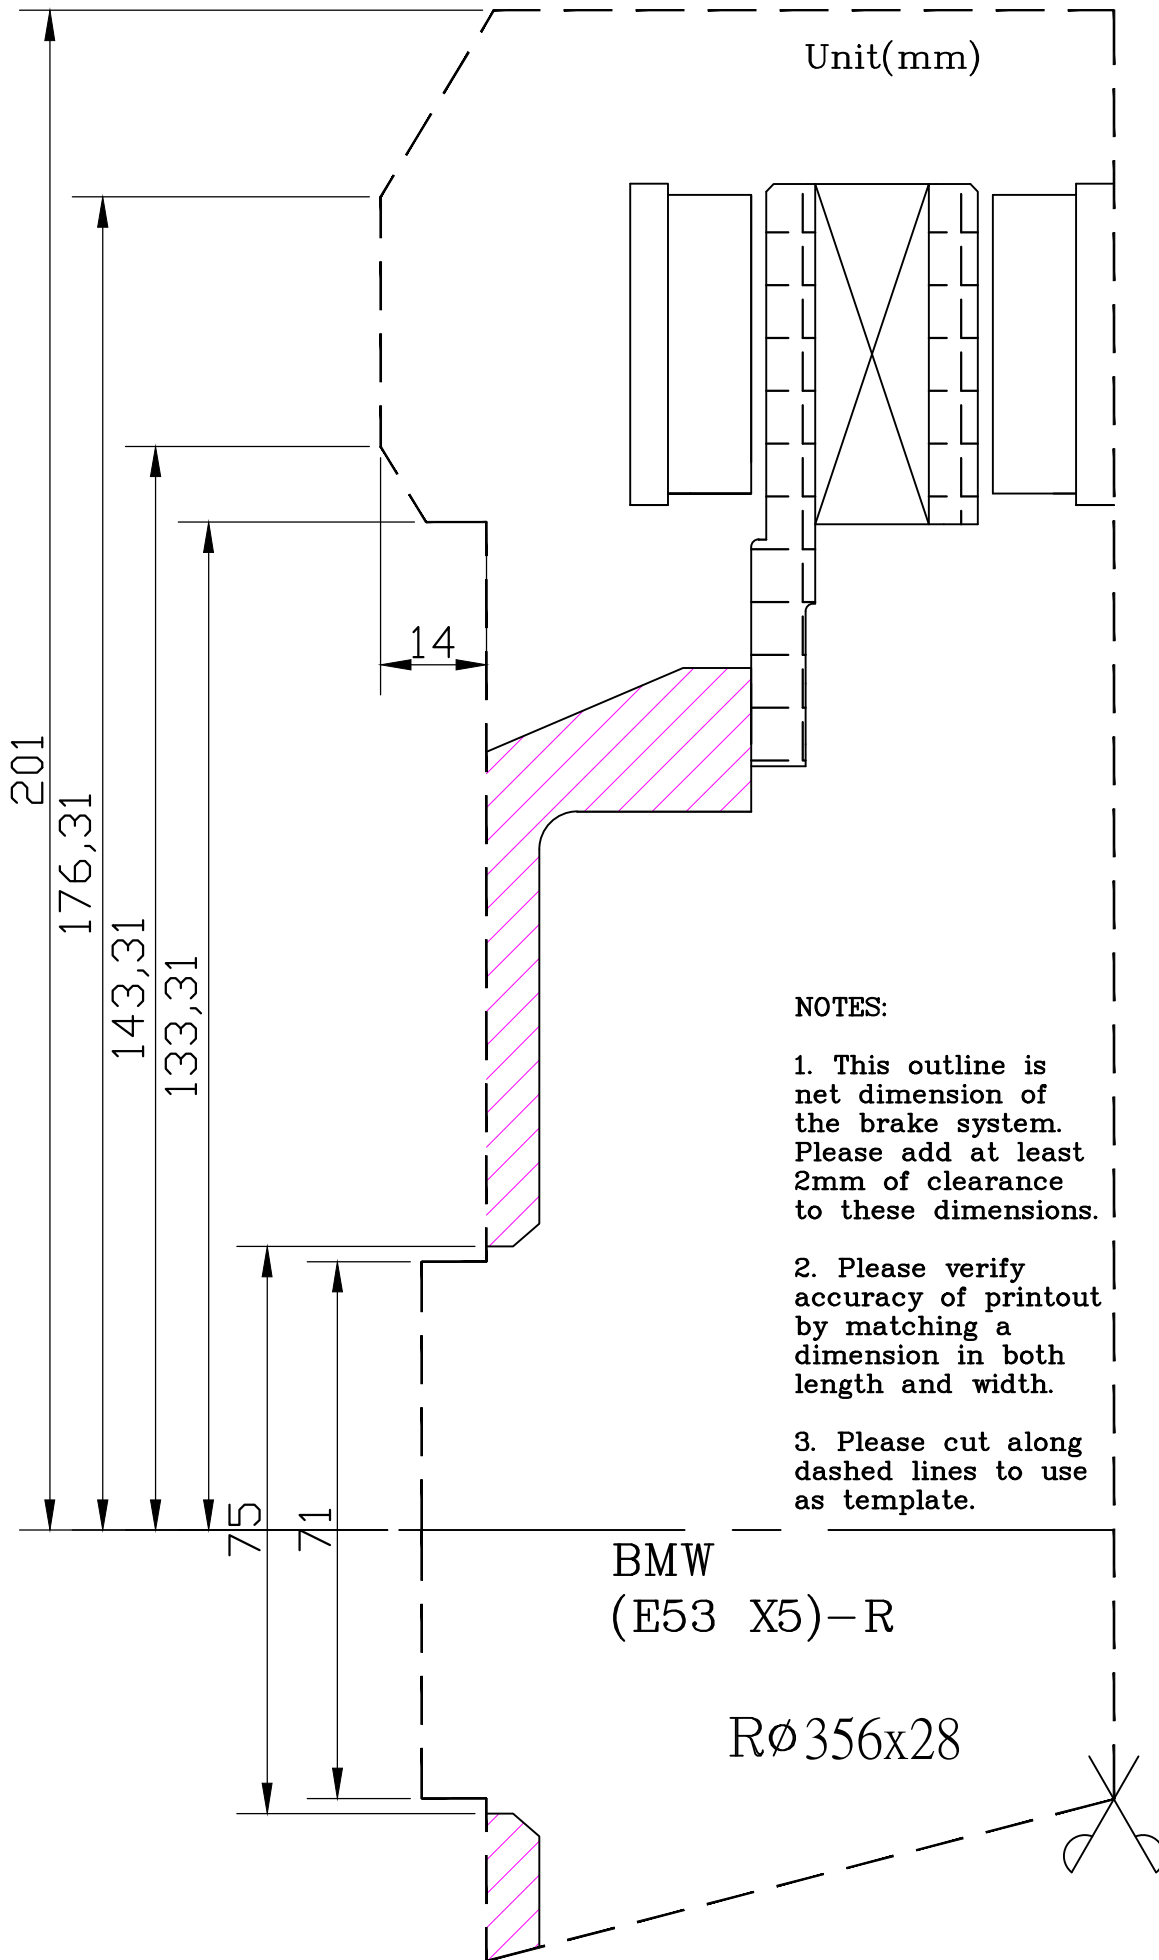 Unit(mm)
14
201
176,31
143,31
133,31
NOTES:
1. This outline is
net dimension of
the brake system.
Please add at least
2mm of clearance
to these dimensions.
2. Please verify
accuracy of printout
by matching a
dimension in both
length and width.
3. Please cut along
dashed lines to use
as template.
75
71
BMW
(E53 X5)-R
RØ356x28